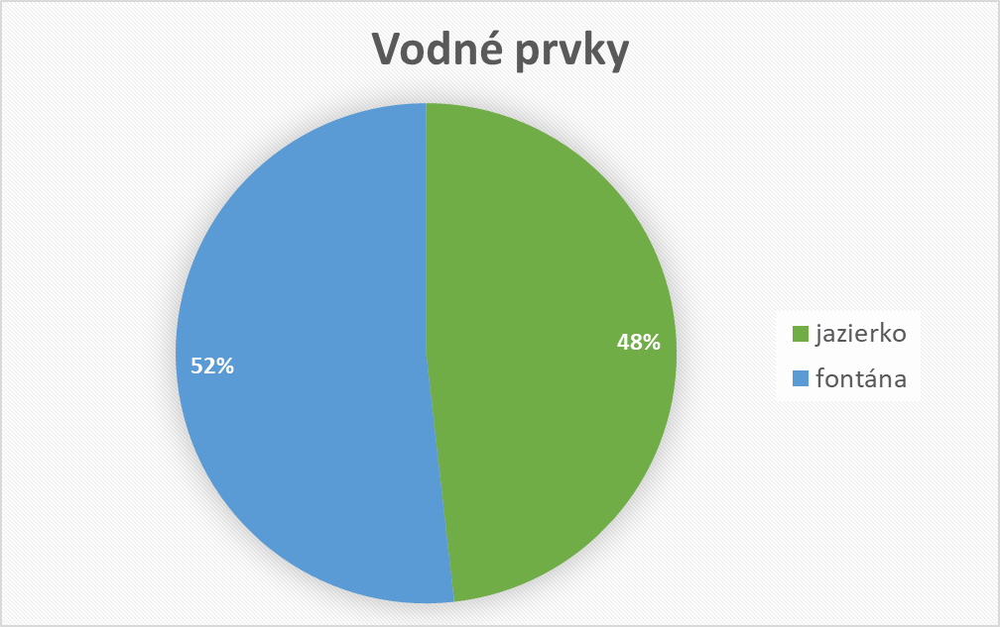 Vodné prvky
48%
52%
jazierko
fontána